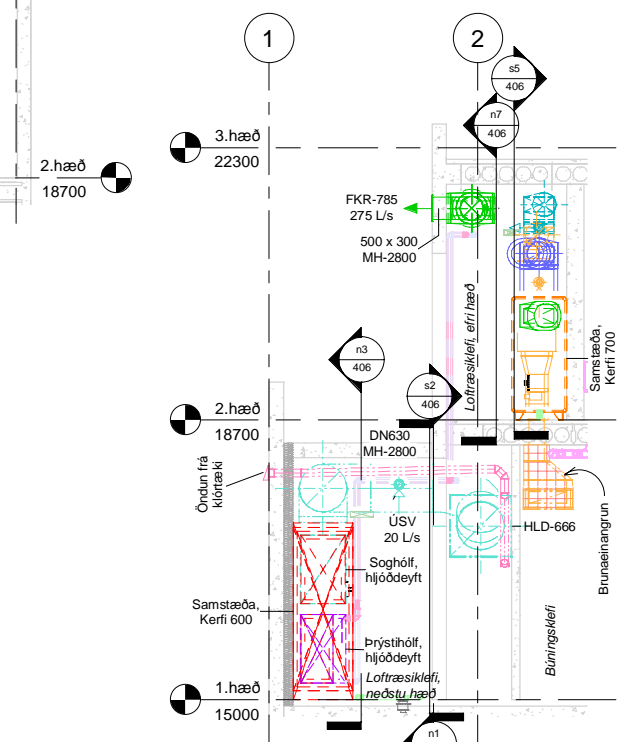 1
2
s5
406
n7
406
3.hæð
22300
2.hæð
18700
FKR-785
275 L/s
500 x 300
MH-2800
Loftræsiklefi, efri hæð
Samstæða,
Kerfi 700
n3
406
s2
406
2.hæð
18700
DN630
MH-2800
Öndun frá
klórtæki
ÚSV
20 L/s
HLD-666
Brunaeinangrun
Soghólf,
hljóðdeyft
Samstæða,
Kerfi 600
Þrýstihólf,
hljóðdeyft
Loftræsiklefi,
neðstu hæð
Búningsklefi
1.hæð
15000
n1